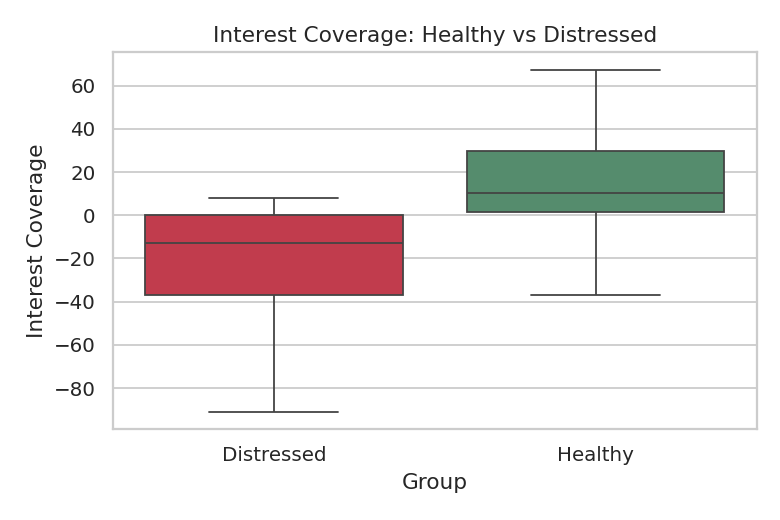 Interest Coverage: Healthy vs Distressed
Interest Coverage
60
40
20
0
−20
−40
−60
−80
Distressed
Healthy
Group